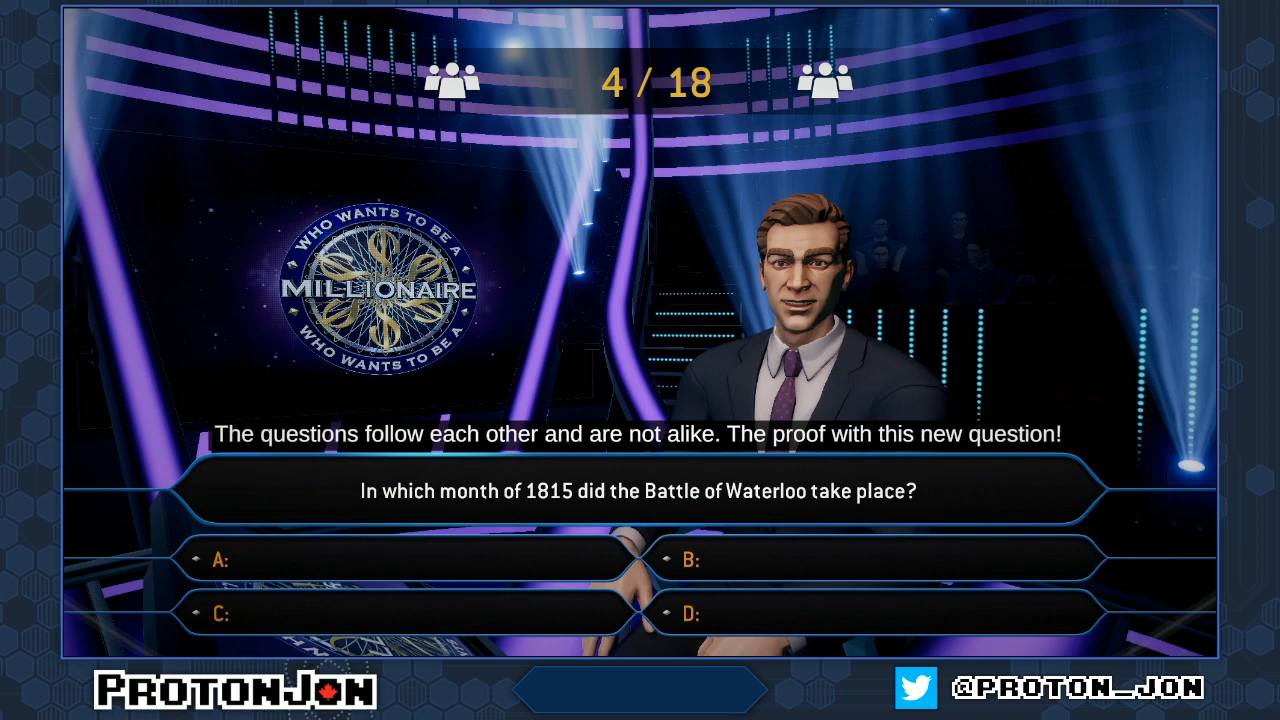 4 / 18
WHO WANTS TO BE A
MILLIONAIRE
WHO WANTS TO BE A
The questions follow each other and are not alike. The proof with this new question!
In which month of 1815 did the Battle of Waterloo take place?
A:
B:
C:
D:
PROTONJON
@PROTON_JON